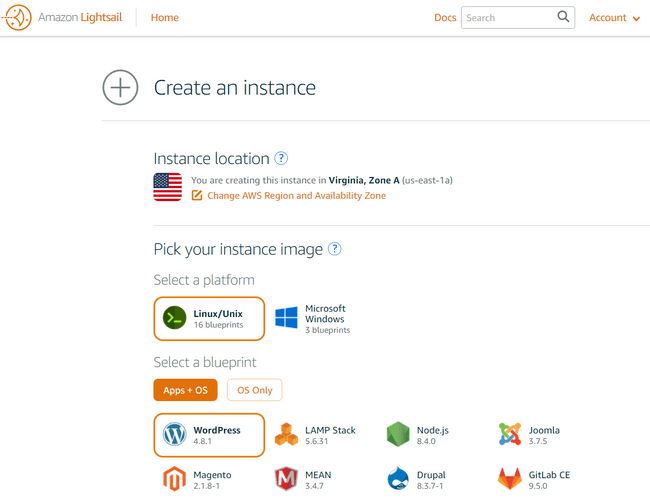 Amazon Lightsail Home Docs Search Account
Create an instance
Instance location ?
You are creating this instance in Virginia, Zone A (us-east-1a)
Change AWS Region and Availability Zone
Pick your instance image ?
Select a platform
Linux/Unix
16 blueprints
Microsoft
Windows
3 blueprints
Select a blueprint
Apps + OS OS Only
WordPress
4.8.1
LAMP Stack
5.6.31
Node.js
8.4.0
Joomla
3.7.5
Magento
2.1.8-1
MEAN
3.4.7
Drupal
8.3.7-1
GitLab CE
9.5.0